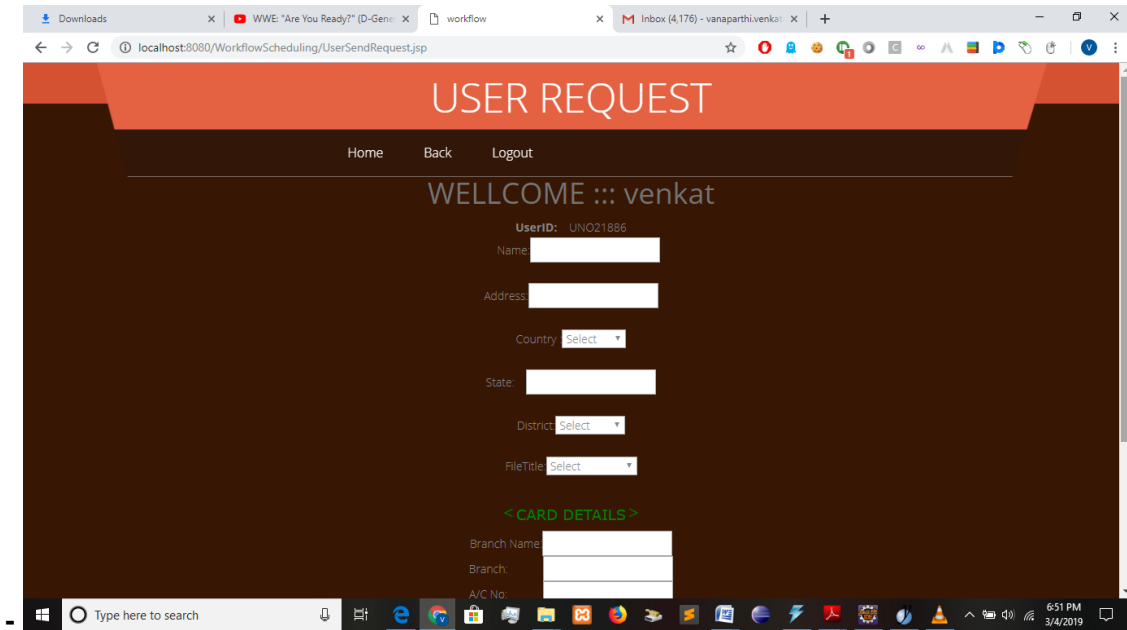 Downloads
WWE: "Are You Ready?" (D-Gener
workflow
Inbox (4,176) - vanaparthi.venkat
localhost:8080/WorkflowScheduling/UserSendRequest.jsp
USER REQUEST
Home Back Logout
WELLCOME ::: venkat
UserID: UNO21886
Name:
Address:
Country Select
State:
District: Select
FileTitle: Select
<CARD DETAILS>
Branch Name:
Branch:
A/C No:
Type here to search
6:51 PM
3/4/2019